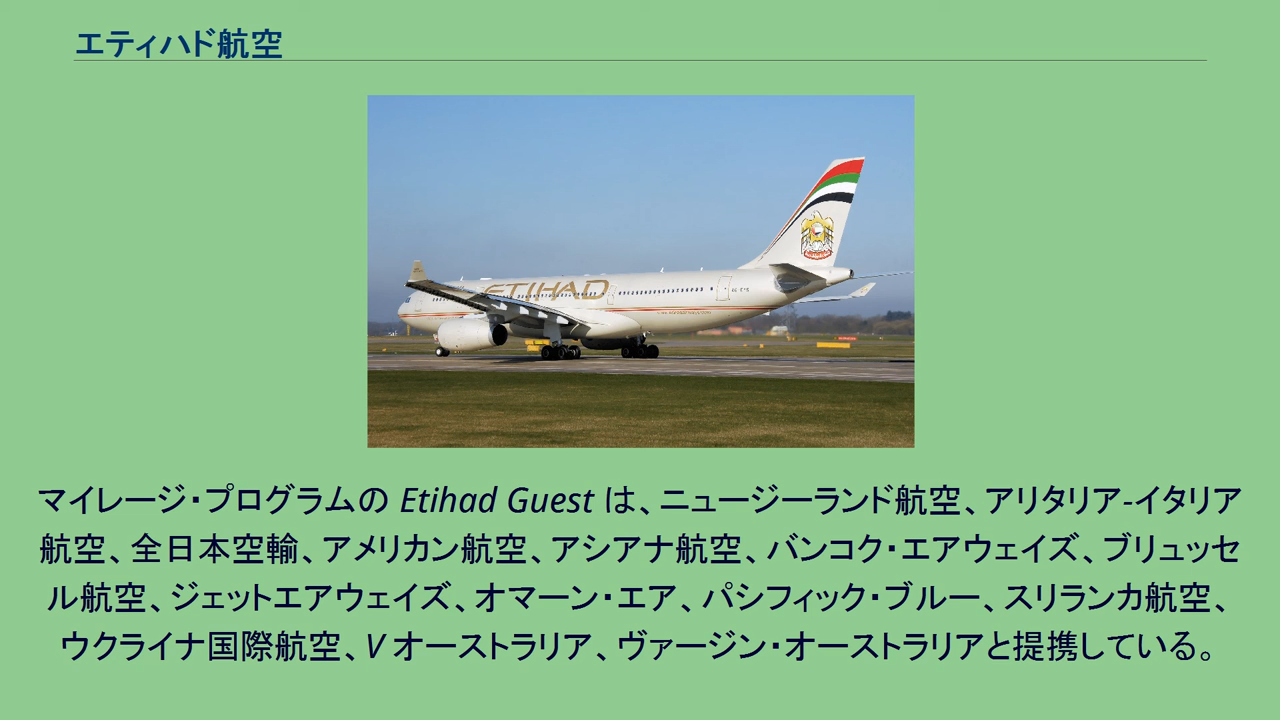 エティハド航空
ETIHAD
マイレージ・プログラムの Etihad Guest は、ニュージーランド航空、アリタリア-イタリア
航空、全日本空輸、アメリカン航空、アシアナ航空、バンコク・エアウェイズ、ブリュッセ
ル航空、ジェットエアウェイズ、オマーン・エア、パシフィック・ブルー、スリランカ航空、
ウクライナ国際航空、V オーストラリア、ヴァージン・オーストラリアと提携している。